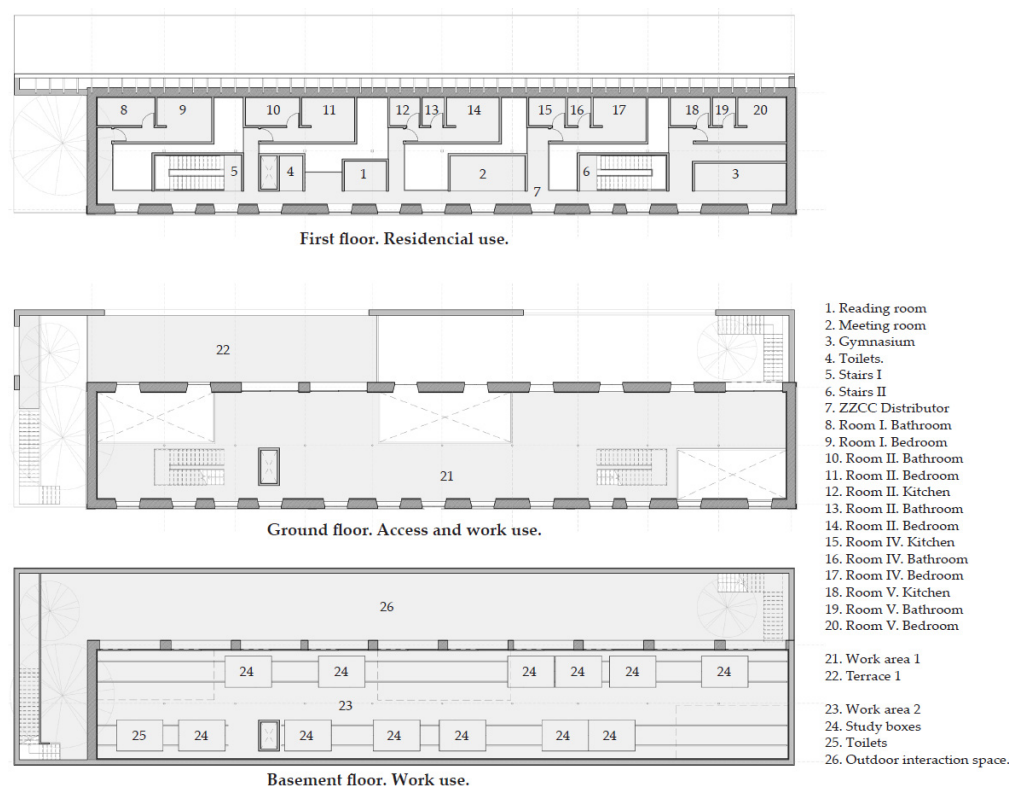 8 9 10 11 12 13 14 15 16 17 18 19 20
5 4 1 2 6 3
7
First floor. Residencial use.
22
21
Ground floor. Access and work use.
26
24 24 24 24 24 24
23
25 24 24 24 24 24 24
Basement floor. Work use.
1. Reading room
2. Meeting room
3. Gymnasium
4. Toilets.
5. Stairs I
6. Stairs II
7. ZZCC Distributor
8. Room I. Bathroom
9. Room I. Bedroom
10. Room II. Bathroom
11. Room II. Bedroom
12. Room II. Kitchen
13. Room II. Bathroom
14. Room II. Bedroom
15. Room IV. Kitchen
16. Room IV. Bathroom
17. Room IV. Bedroom
18. Room V. Kitchen
19. Room V. Bathroom
20. Room V. Bedroom
21. Work area 1
22. Terrace 1
23. Work area 2
24. Study boxes
25. Toilets
26. Outdoor interaction space.